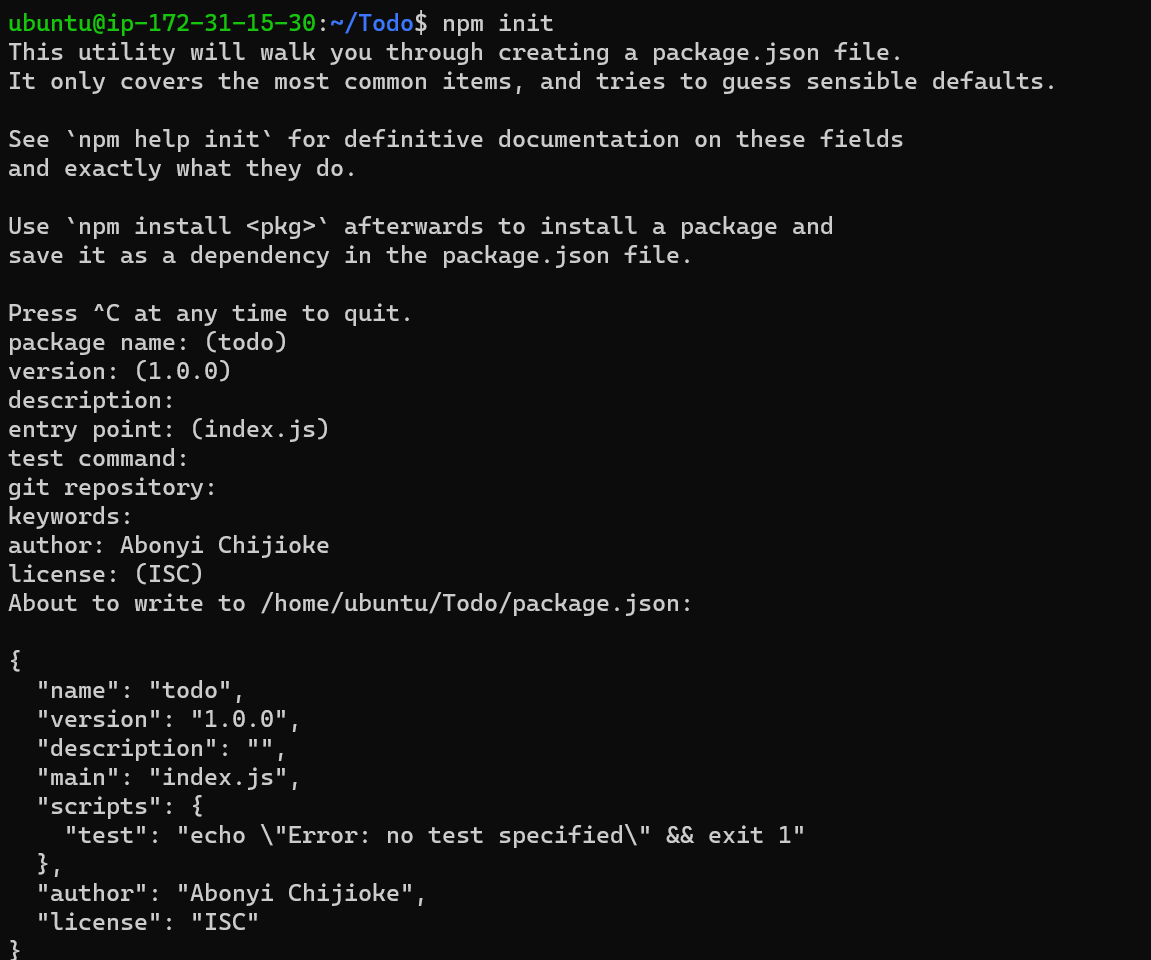 ubuntu@ip-172-31-15-30:~/Todo$ npm init
This utility will walk you through creating a package.json file.
It only covers the most common items, and tries to guess sensible defaults.

See `npm help init` for definitive documentation on these fields
and exactly what they do.

Use `npm install <pkg>` afterwards to install a package and
save it as a dependency in the package.json file.

Press ^C at any time to quit.
package name: (todo)
version: (1.0.0)
description:
entry point: (index.js)
test command:
git repository:
keywords:
author: Abonyi Chijioke
license: (ISC)
About to write to /home/ubuntu/Todo/package.json:

{
  "name": "todo",
  "version": "1.0.0",
  "description": "",
  "main": "index.js",
  "scripts": {
    "test": "echo \"Error: no test specified\" && exit 1"
  },
  "author": "Abonyi Chijioke",
  "license": "ISC"
}